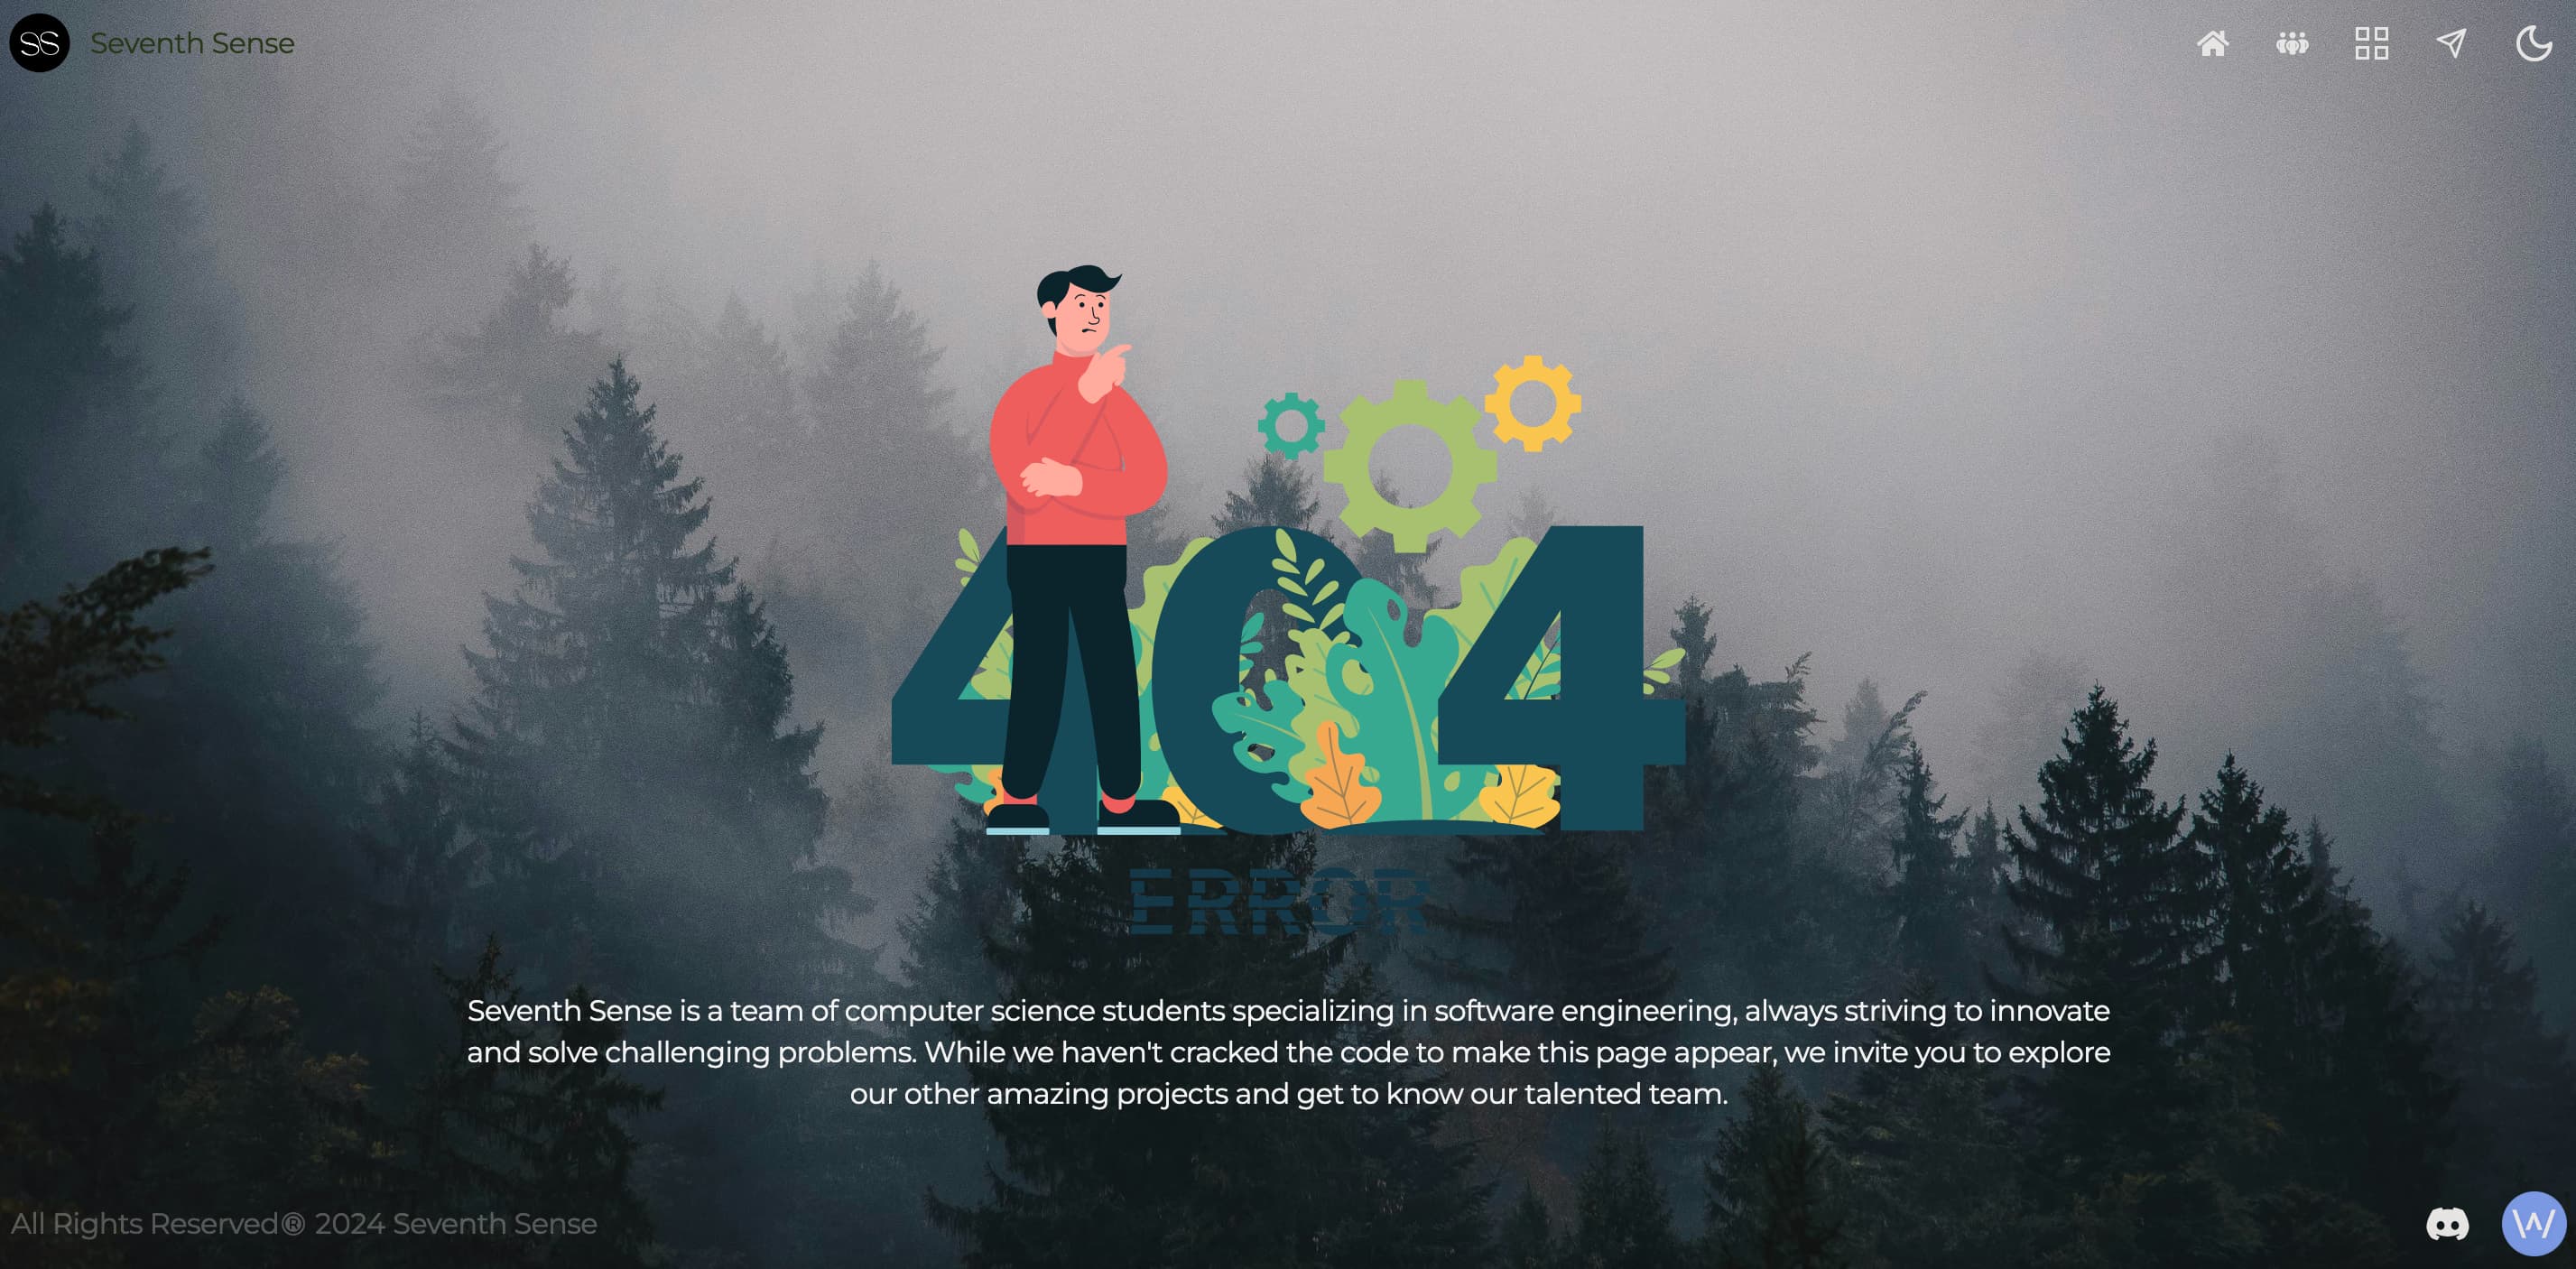 SS Seventh Sense
404
ERROR
Seventh Sense is a team of computer science students specializing in software engineering, always striving to innovate
and solve challenging problems. While we haven't cracked the code to make this page appear, we invite you to explore
our other amazing projects and get to know our talented team.
All Rights Reserved® 2024 Seventh Sense
W